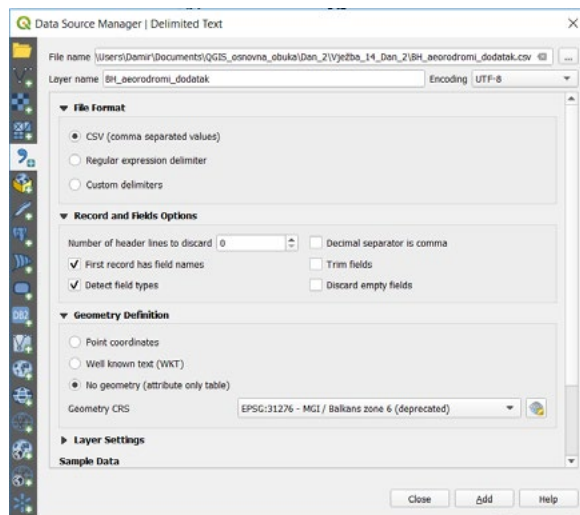 Data Source Manager | Delimited Text
File name \Users\Damir\Documents\QGIS_osnovna_obuka\Dan_2\Vježba_14_Dan_2\BH_aeorodromi_dodatak.csv ...
Layer name BH_aeorodromi_dodatak Encoding UTF-8
File Format
CSV (comma separated values)
Regular expression delimiter
Custom delimiters
Record and Fields Options
Number of header lines to discard 0 Decimal separator is comma
First record has field names Trim fields
Detect field types Discard empty fields
Geometry Definition
Point coordinates
Well known text (WKT)
No geometry (attribute only table)
Geometry CRS EPSG:31276 - MGI / Balkans zone 6 (deprecated)
Layer Settings
Sample Data
Close Add Help